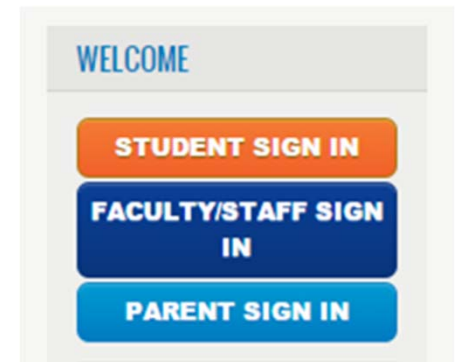 WELCOME
STUDENT SIGN IN
FACULTY/STAFF SIGN
IN
PARENT SIGN IN